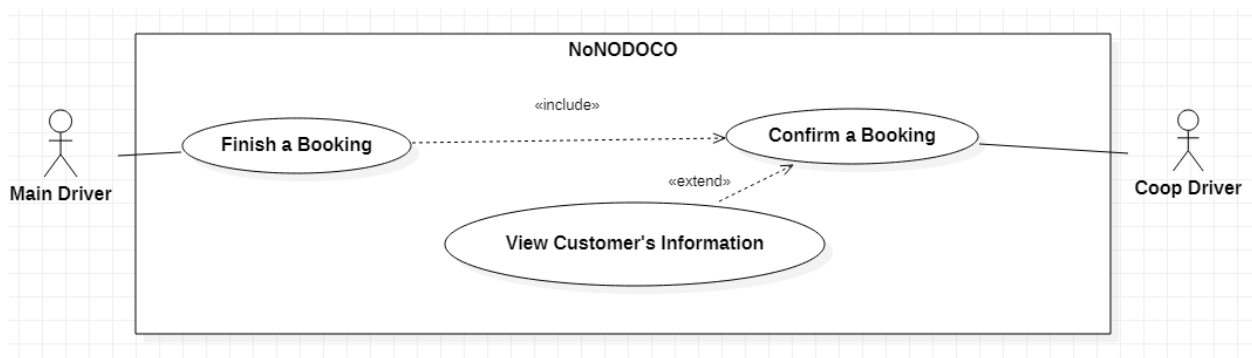 NoNODOCO
«include»
Finish a Booking
Confirm a Booking
«extend»
Main Driver
Coop Driver
View Customer's Information